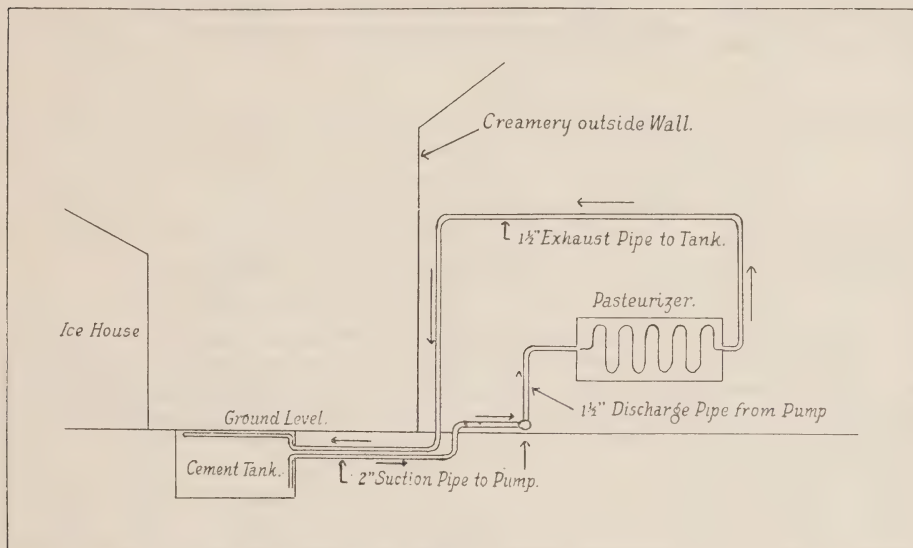 Creamery outside Wall.
1½" Exhaust Pipe to Tank.
Pasteurizer.
Ice House
1½" Discharge Pipe from Pump
Ground Level.
Cement Tank.
2" Suction Pipe to Pump.